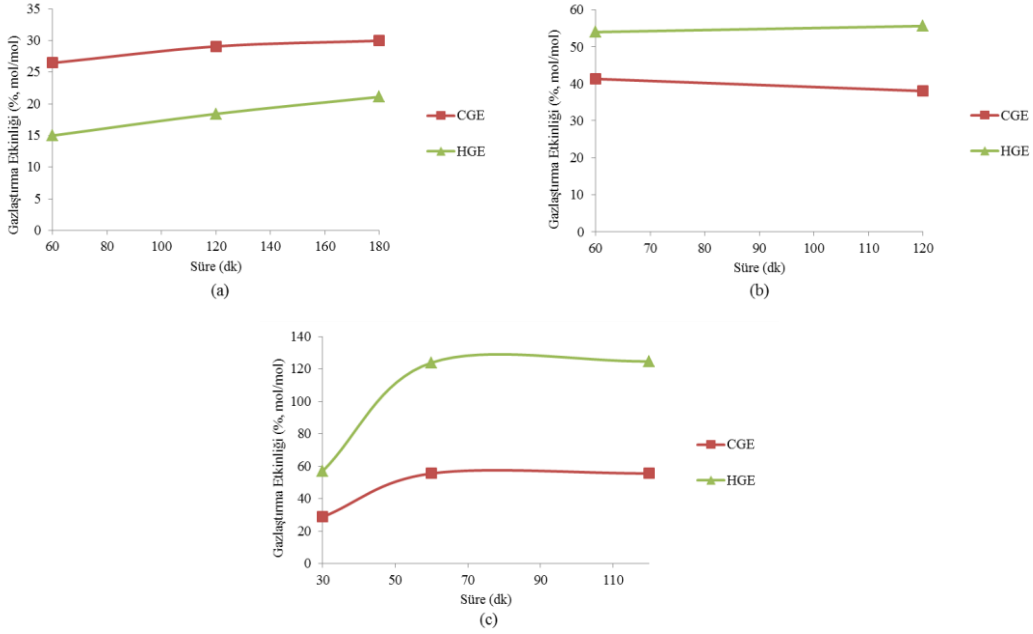 Gazlaştırma Etkinliği (%, mol/mol)
35
30
25
20
15
10
5
0
60 80 100 120 140 160 180
Süre (dk)
CGE
HGE
(a)
Gazlaştırma Etkinliği (%, mol/mol)
60
50
40
30
20
10
0
60 70 80 90 100 110 120
Süre (dk)
CGE
HGE
(b)
Gazlaştırma Etkinliği (%, mol/mol)
140
120
100
80
60
40
20
0
30 50 70 90 110
Süre (dk)
CGE
HGE
(c)